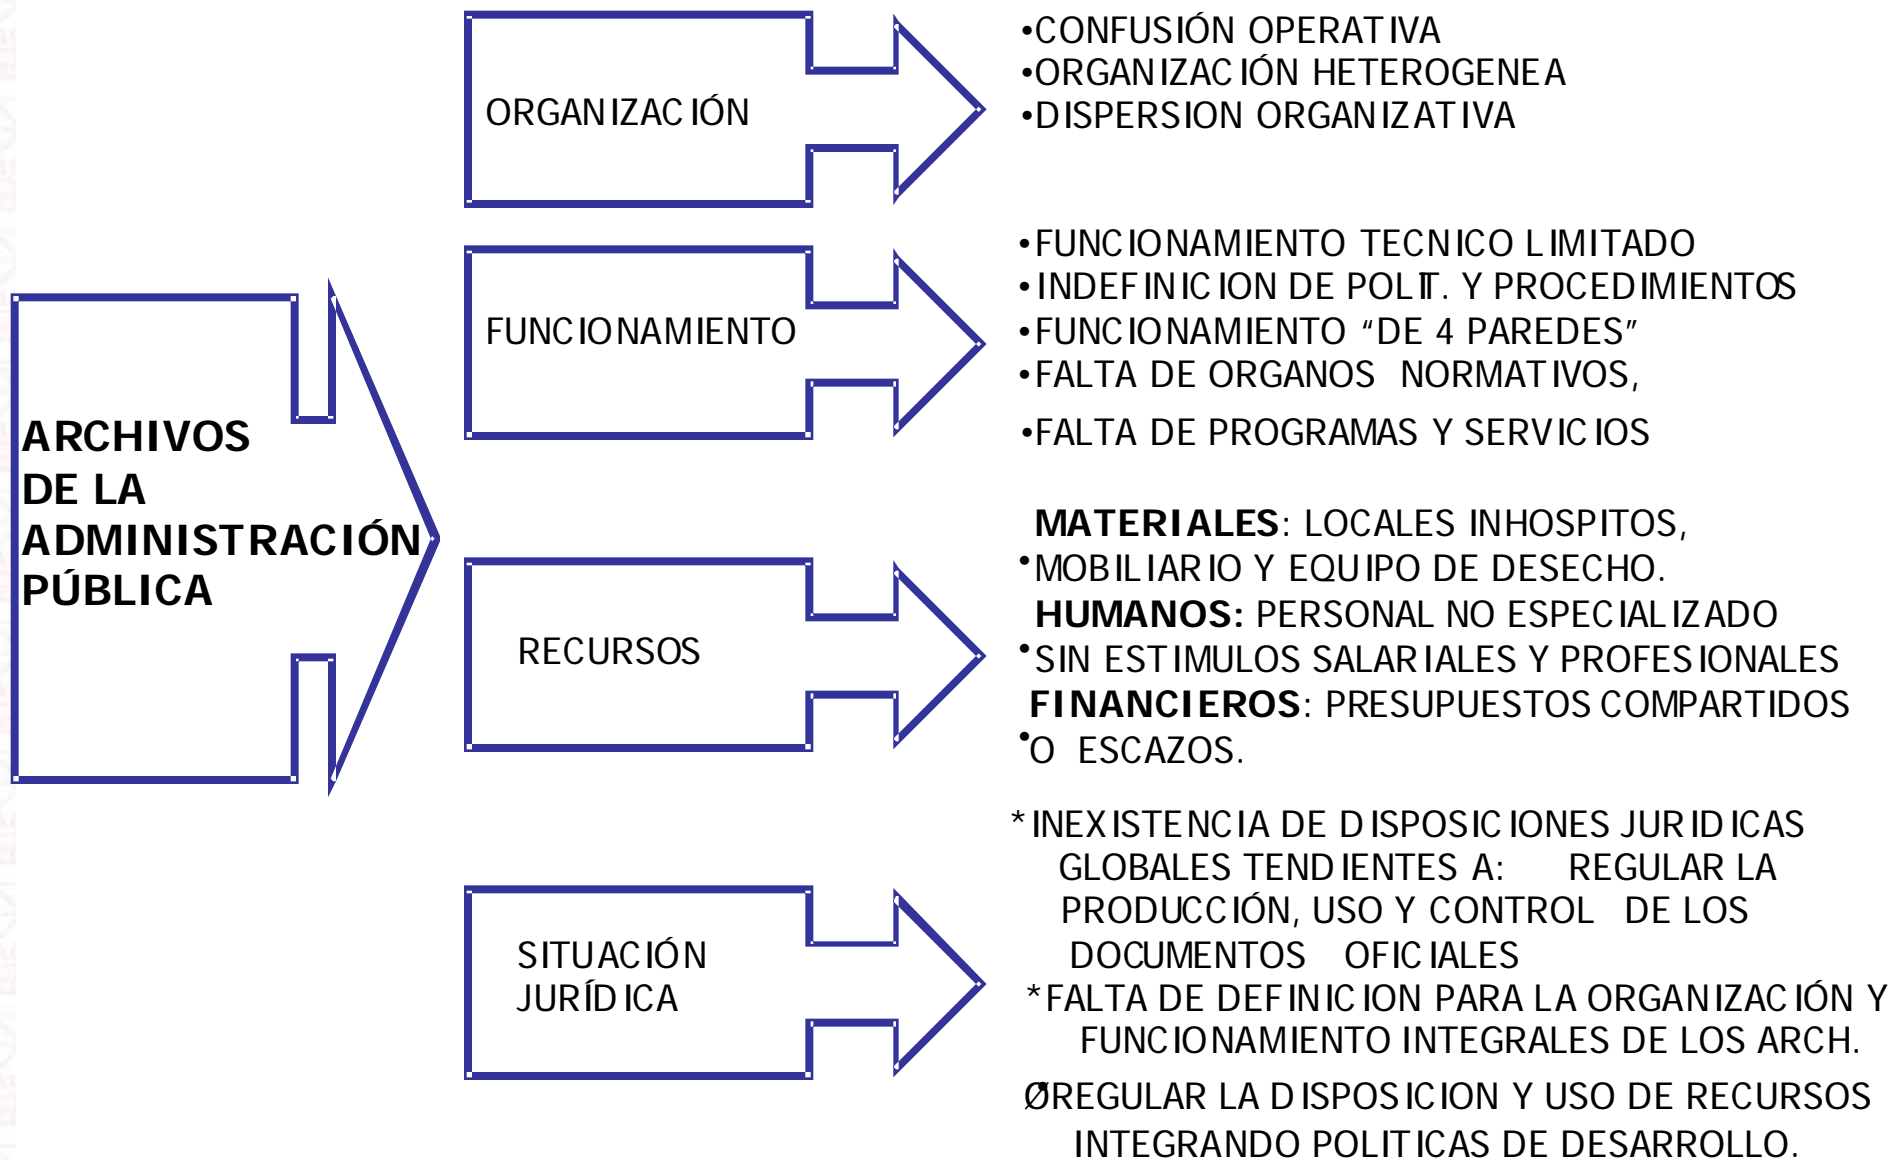 ARCHIVOS
DE LA
ADMINISTRACIÓN
PÚBLICA
ORGANIZACIÓN
•CONFUSIÓN OPERATIVA
•ORGANIZACIÓN HETEROGENEA
•DISPERSION ORGANIZATIVA
FUNCIONAMIENTO
•FUNCIONAMIENTO TECNICO LIMITADO
•INDEFINICION DE POLIT. Y PROCEDIMIENTOS
•FUNCIONAMIENTO “DE 4 PAREDES”
•FALTA DE ORGANOS NORMATIVOS,
•FALTA DE PROGRAMAS Y SERVICIOS
RECURSOS
MATERIALES: LOCALES INHOSPITOS,
•MOBILIARIO Y EQUIPO DE DESECHO.
HUMANOS: PERSONAL NO ESPECIALIZADO
•SIN ESTIMULOS SALARIALES Y PROFESIONALES
FINANCIEROS: PRESUPUESTOS COMPARTIDOS
•O ESCAZOS.
SITUACIÓN
JURÍDICA
*INEXISTENCIA DE DISPOSICIONES JURIDICAS
GLOBALES TENDIENTES A: REGULAR LA
PRODUCCIÓN, USO Y CONTROL DE LOS
DOCUMENTOS OFICIALES
*FALTA DE DEFINICION PARA LA ORGANIZACIÓN Y
FUNCIONAMIENTO INTEGRALES DE LOS ARCH.
Ø•REGULAR LA DISPOSICION Y USO DE RECURSOS
INTEGRANDO POLITICAS DE DESARROLLO.